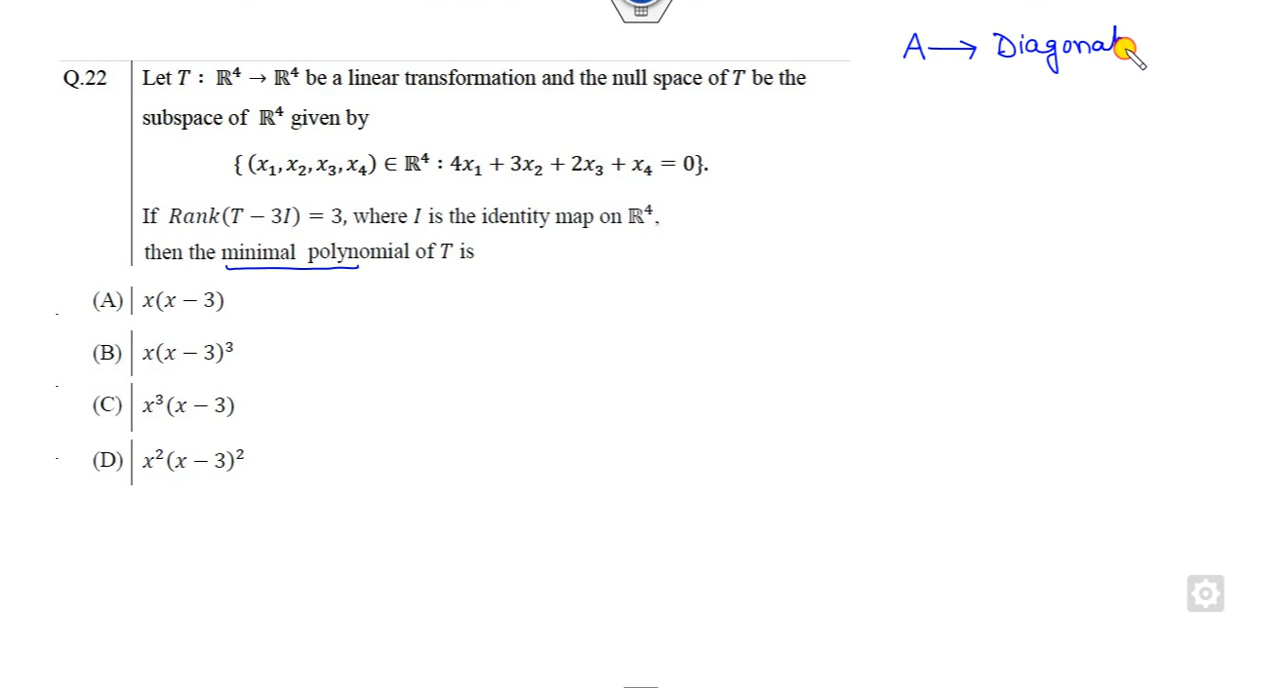 A → Diagonal
Q.22 Let T : ℝ⁴ → ℝ⁴ be a linear transformation and the null space of T be the
subspace of ℝ⁴ given by
{ (x₁, x₂, x₃, x₄) ∈ ℝ⁴ : 4x₁ + 3x₂ + 2x₃ + x₄ = 0}.
If Rank(T − 3I) = 3, where I is the identity map on ℝ⁴,
then the minimal polynomial of T is
(A) x(x − 3)
(B) x(x − 3)³
(C) x³(x − 3)
(D) x²(x − 3)²